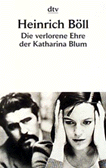 dtv
Heinrich Böll
Die verlorene Ehre
der Katharina Blum